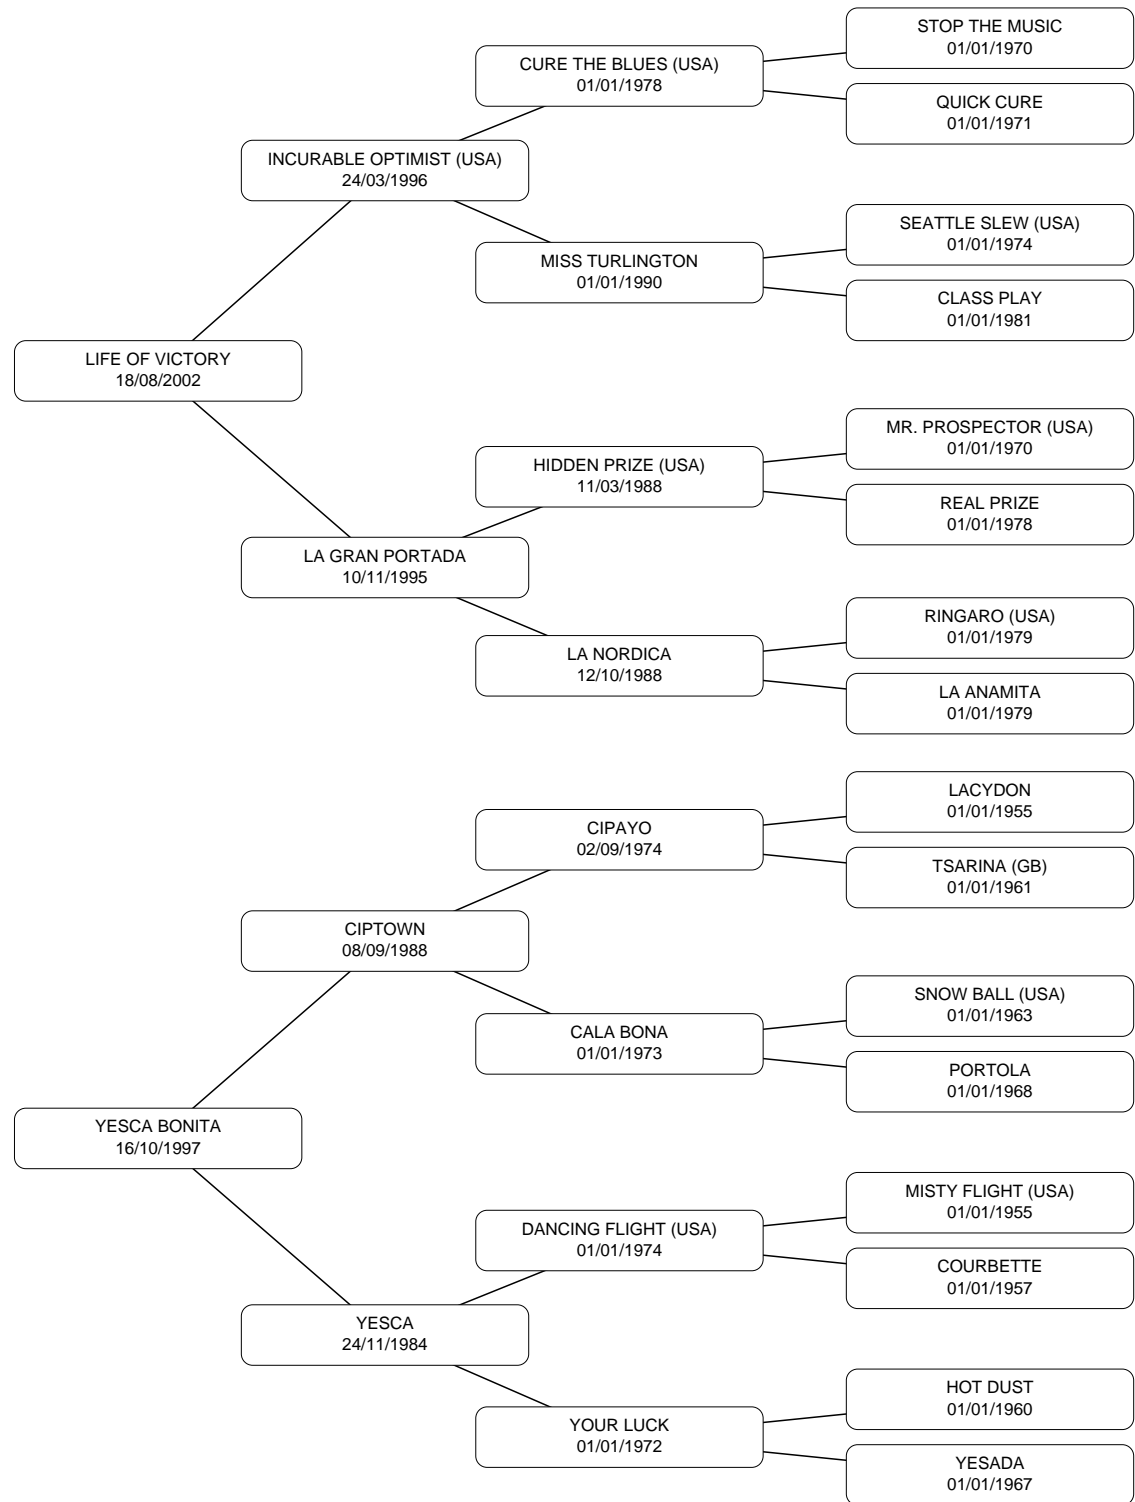 STOP THE MUSIC
01/01/1970
CURE THE BLUES (USA)
01/01/1978
QUICK CURE
01/01/1971
INCURABLE OPTIMIST (USA)
24/03/1996
SEATTLE SLEW (USA)
01/01/1974
MISS TURLINGTON
01/01/1990
CLASS PLAY
01/01/1981
LIFE OF VICTORY
18/08/2002
MR. PROSPECTOR (USA)
01/01/1970
HIDDEN PRIZE (USA)
11/03/1988
REAL PRIZE
01/01/1978
LA GRAN PORTADA
10/11/1995
RINGARO (USA)
01/01/1979
LA NORDICA
12/10/1988
LA ANAMITA
01/01/1979
LACYDON
01/01/1955
CIPAYO
02/09/1974
TSARINA (GB)
01/01/1961
CIPTOWN
08/09/1988
SNOW BALL (USA)
01/01/1963
CALA BONA
01/01/1973
PORTOLA
01/01/1968
YESCA BONITA
16/10/1997
MISTY FLIGHT (USA)
01/01/1955
DANCING FLIGHT (USA)
01/01/1974
COURBETTE
01/01/1957
YESCA
24/11/1984
HOT DUST
01/01/1960
YOUR LUCK
01/01/1972
YESADA
01/01/1967